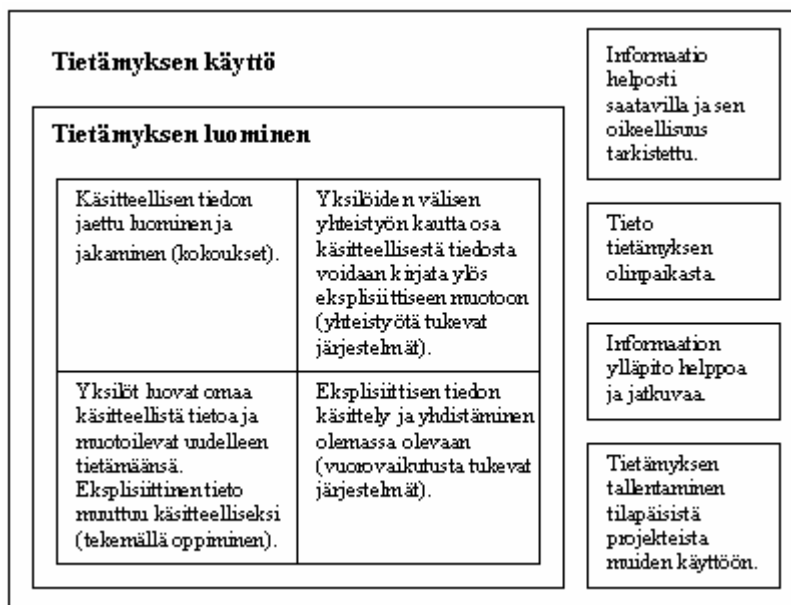 Tietämyksen käyttö
Tietämyksen luominen
Käsitteellisen tiedon
jaettu luominen ja
jakaminen (kokoukset).
Yksilöiden välisen
yhteistyön kautta osa
käsitteellisestä tiedosta
voidaan kirjata ylös
eksplisiittiseen muotoon
(yhteistyötä tukevat
järjestelmät).
Yksilöt luovat omaa
käsitteellistä tietoa ja
muotoilevat uudelleen
tietämäänsä.
Eksplisiittinen tieto
muuttuu käsitteelliseksi
(tekemällä oppiminen).
Eksplisiittisen tiedon
käsittely ja yhdistäminen
olemassa olevaan
(vuorovaikutusta tukevat
järjestelmät).
Informaatio
helposti
saatavilla ja sen
oikeellisuus
tarkistettu.
Tieto
tietämyksen
olinpaikasta.
Informaation
ylläpito helppoa
ja jatkuvaa.
Tietämyksen
tallentaminen
tilapäisistä
projekteista
muiden käyttöön.